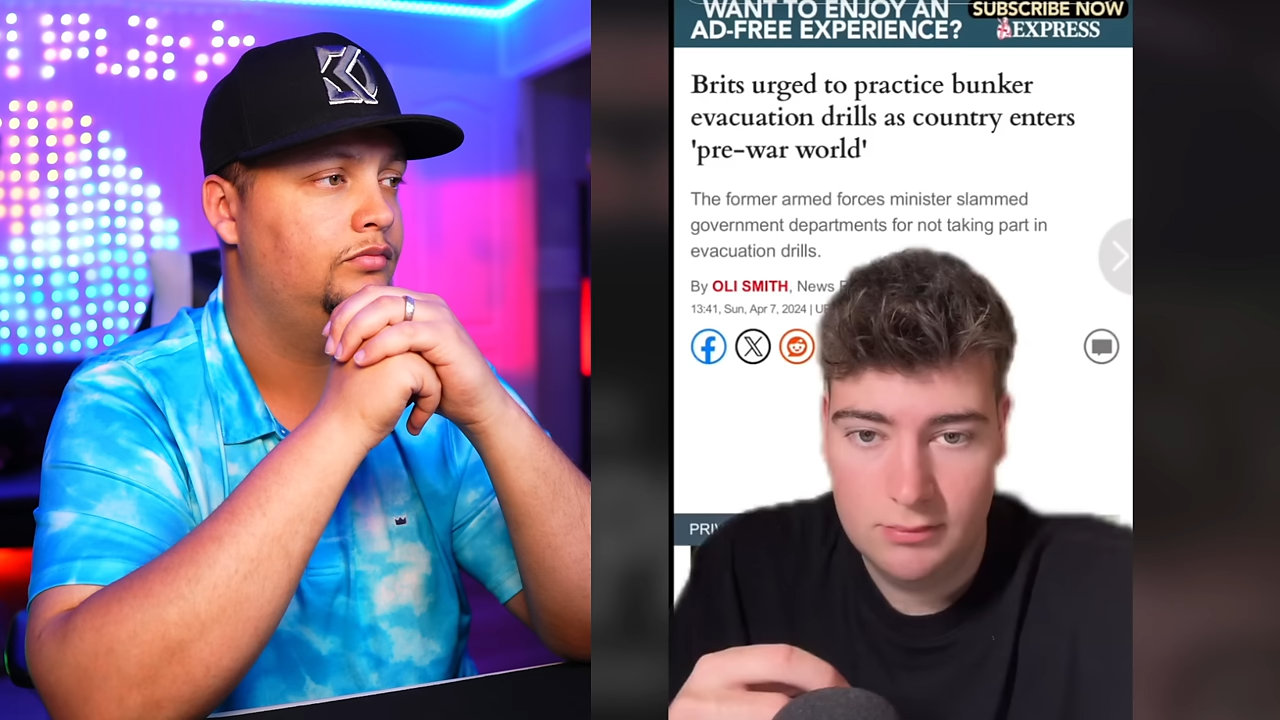 WANT TO ENJOY AN
AD-FREE EXPERIENCE?
SUBSCRIBE NOW
EXPRESS
Brits urged to practice bunker
evacuation drills as country enters
'pre-war world'
The former armed forces minister slammed
government departments for not taking part in
evacuation drills.
By OLI SMITH, News
13:41, Sun, Apr 7, 2024 |